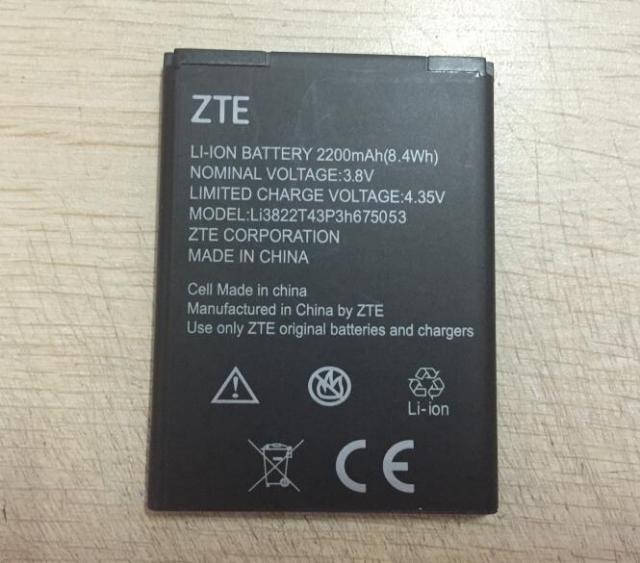 ZTE
LI-ION BATTERY 2200mAh(8.4Wh)
NOMINAL VOLTAGE:3.8V
LIMITED CHARGE VOLTAGE:4.35V
MODEL:Li3822T43P3h675053
ZTE CORPORATION
MADE IN CHINA
Cell Made in china
Manufactured in China by ZTE
Use only ZTE original batteries and chargers
Li-ion
CE